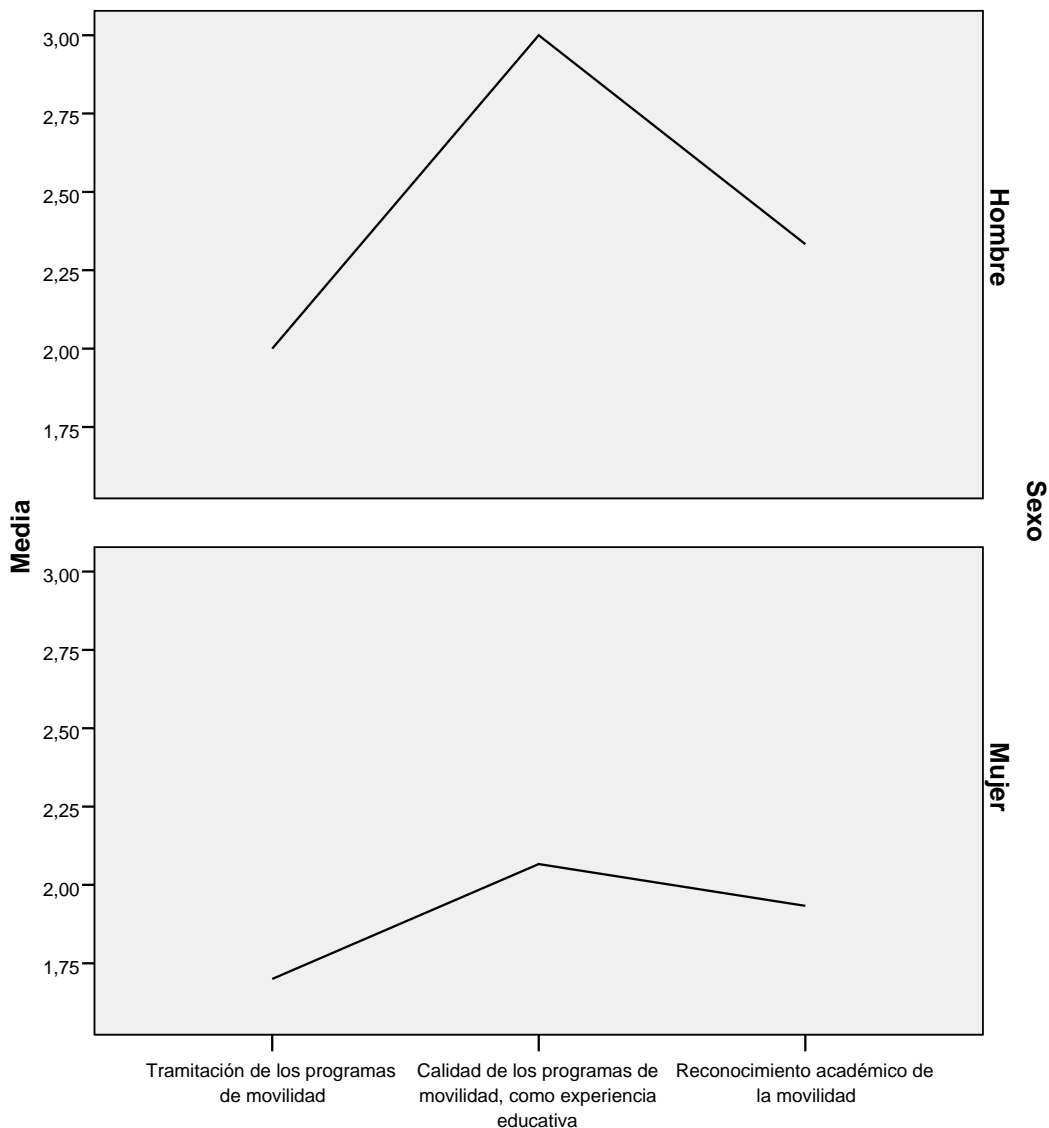 3,00
2,75
2,50
2,25
2,00
1,75
Hombre
Sexo
Media
3,00
2,75
2,50
2,25
2,00
1,75
Mujer
Tramitación de los programas
de movilidad
Calidad de los programas de
movilidad, como experiencia
educativa
Reconocimiento académico de
la movilidad